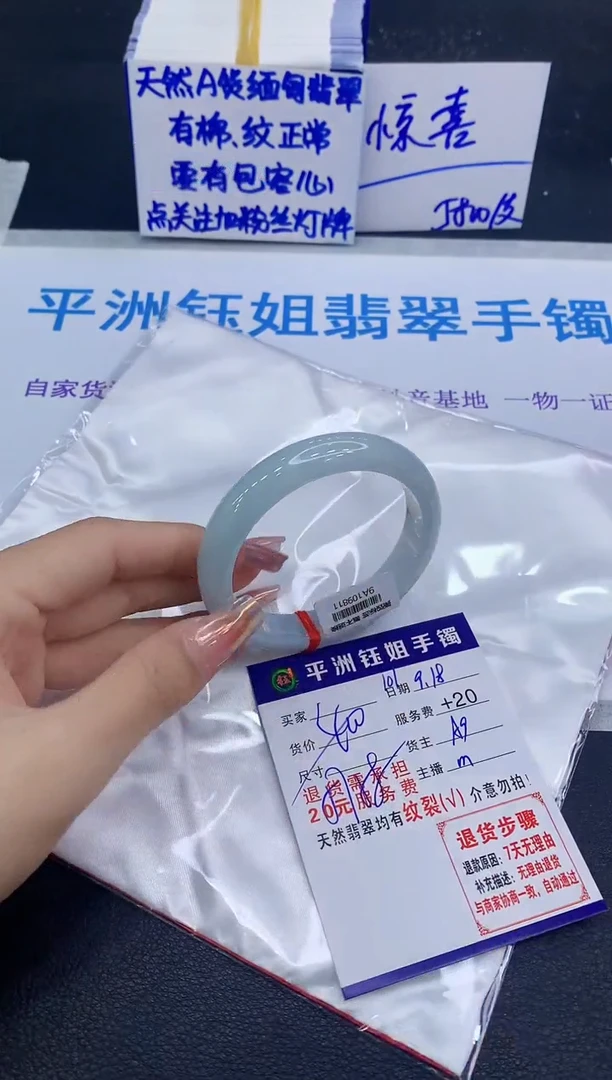 天然A货缅甸翡翠
有棉、纹正常
要有包容心
点关注加粉丝灯牌
惊喜
平洲钰姐翡翠手镯
自家货
基地 一物一证
9A109811
平洲钰姐手镯
日期 9.18
买家
服务费 +20
货价
货主 A9
尺寸
主播 m
退货需承担
20元服务费
天然翡翠均有纹裂(√) 介意勿拍!
退货步骤
退款原因: 7天无理由
补充描述: 无理由退货
与商家协商一致,自动通过